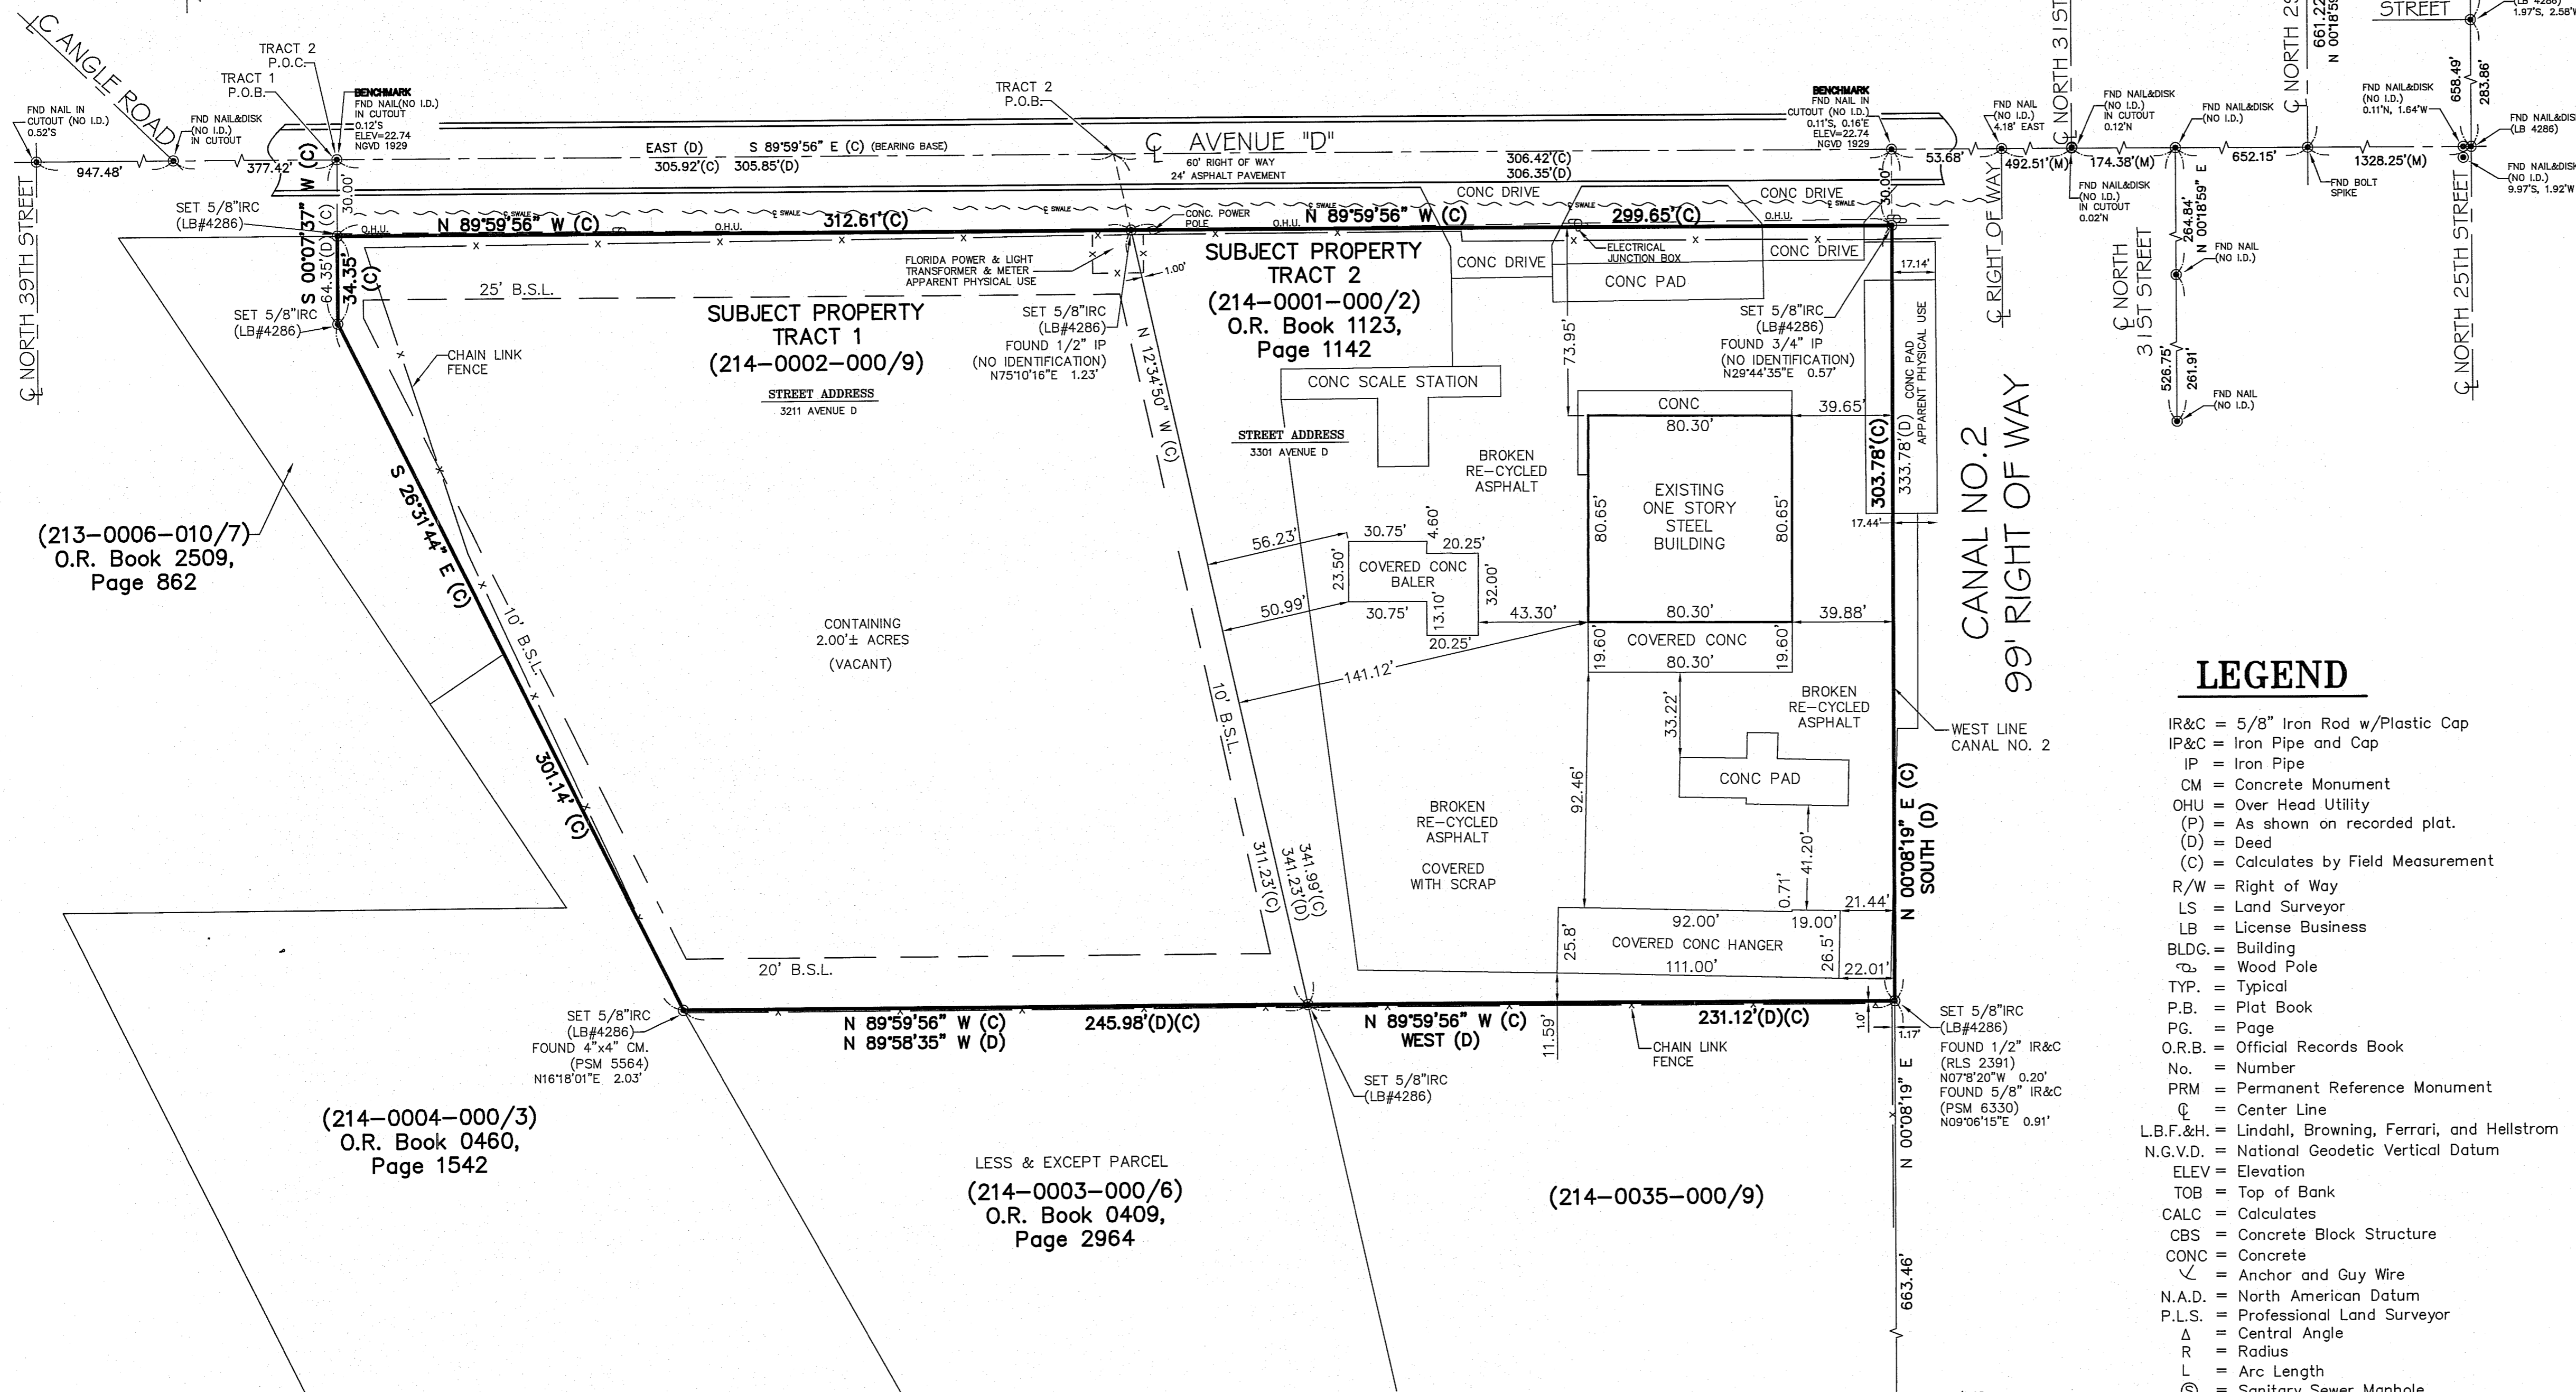 ℄ ANGLE ROAD
TRACT 2
P.O.C.
TRACT 1
P.O.B.
BENCHMARK
FND NAIL(NO I.D.)
IN CUTOUT
0.12'S
ELEV=22.74
NGVD 1929
FND NAIL IN
CUTOUT (NO I.D.)
0.52'S
FND NAIL&DISK
(NO I.D.)
IN CUTOUT
947.48'
377.42'
℄ NORTH 39TH STREET
TRACT 2
P.O.B.
℄ AVENUE "D"
60' RIGHT OF WAY
24' ASPHALT PAVEMENT
EAST (D)
S 89°59'56" E (C) (BEARING BASE)
305.92'(C)
305.85'(D)
306.42'(C)
306.35'(D)
BENCHMARK
FND NAIL IN
CUTOUT (NO I.D.)
0.11'S, 0.16'E
ELEV=22.74
NGVD 1929
53.68'
FND NAIL
(NO I.D.)
4.18' EAST
492.51'(M)
℄ NORTH 31ST
FND NAIL&DISK
(NO I.D.)
IN CUTOUT
0.12'N
174.38'(M)
FND NAIL&DISK
(NO I.D.)
IN CUTOUT
0.02'N
FND NAIL&DISK
(NO I.D.)
652.15'
℄ NORTH 29
661.22
N 00°18'59
FND BOLT
SPIKE
1328.25'(M)
FND NAIL&DISK
(NO I.D.)
0.11'N, 1.64'W
STREET
(LB 4286)
1.97'S, 2.58'W
658.49'
283.86'
FND NAIL&DISK
(LB 4286)
FND NAIL&DISK
(NO I.D.)
9.97'S, 1.92'W
℄ NORTH 25TH STREET
264.84'
N 00°18'59" E
FND NAIL
(NO I.D.)
℄ NORTH
31ST STREET
526.75'
261.91'
FND NAIL
(NO I.D.)
℄ RIGHT OF WAY
SET 5/8"IRC
(LB#4286)
S 00°07'37" W (C)
30.00'
64.35'(D)(C)
34.35'
(C)
SET 5/8"IRC
(LB#4286)
℄ SWALE
℄ SWALE
℄ SWALE
℄ SWALE
℄ SWALE
O.H.U.
N 89°59'56" W (C)
O.H.U.
312.61'(C)
CONC. POWER
POLE
O.H.U.
N 89°59'56" W (C)
299.65'(C)
O.H.U.
30.00'
CONC DRIVE
CONC DRIVE
CONC DRIVE
CONC DRIVE
ELECTRICAL
JUNCTION BOX
CONC PAD
FLORIDA POWER & LIGHT
TRANSFORMER & METER
APPARENT PHYSICAL USE
1.00'
25' B.S.L.
SUBJECT PROPERTY
TRACT 1
(214-0002-000/9)
STREET ADDRESS
3211 AVENUE D
SET 5/8"IRC
(LB#4286)
FOUND 1/2" IP
(NO IDENTIFICATION)
N75°10'16"E 1.23'
SUBJECT PROPERTY
TRACT 2
(214-0001-000/2)
O.R. Book 1123,
Page 1142
SET 5/8"IRC
(LB#4286)
FOUND 3/4" IP
(NO IDENTIFICATION)
N29°44'35"E 0.57'
17.14'
CONC PAD
APPARENT PHYSICAL USE
303.78'(C)
333.78'(D)
17.44'
CHAIN LINK
FENCE
N 12°34'50" W (C)
CONC SCALE STATION
STREET ADDRESS
3301 AVENUE D
73.95'
CONC
80.30'
39.65'
BROKEN
RE-CYCLED
ASPHALT
EXISTING
ONE STORY
STEEL
BUILDING
80.65'
80.65'
80.30'
39.88'
CANAL NO.2
99' RIGHT OF WAY
(213-0006-010/7)
O.R. Book 2509,
Page 862
S 26°31'44" E (C)
301.14' (C)
10' B.S.L.
CONTAINING
2.00'± ACRES
(VACANT)
56.23'
50.99'
30.75'
4.60'
20.25'
23.50'
COVERED CONC
BALER
32.00'
30.75'
13.10'
20.25'
43.30'
141.12'
COVERED CONC
19.60'
80.30'
19.60'
33.22'
BROKEN
RE-CYCLED
ASPHALT
WEST LINE
CANAL NO. 2
CONC PAD
10' B.S.L.
92.46'
41.20'
BROKEN
RE-CYCLED
ASPHALT
COVERED
WITH SCRAP
311.23'(C)
341.99'(C)
341.23'(D)
0.71'
21.44'
92.00'
19.00'
25.8'
COVERED CONC HANGER
26.5'
111.00'
22.01'
N 00°08'19" E (C)
SOUTH (D)
20' B.S.L.
SET 5/8"IRC
(LB#4286)
FOUND 4"x4" CM.
(PSM 5564)
N16°18'01"E 2.03'
N 89°59'56" W (C)
N 89°58'35" W (D)
245.98'(D)(C)
N 89°59'56" W (C)
WEST (D)
231.12'(D)(C)
11.59'
CHAIN LINK
FENCE
SET 5/8"IRC
(LB#4286)
1.0'
1.17'
SET 5/8"IRC
(LB#4286)
FOUND 1/2" IR&C
(RLS 2391)
N07°8'20"W 0.20'
FOUND 5/8" IR&C
(PSM 6330)
N09°06'15"E 0.91'
N 00°08'19" E
663.46'
(214-0004-000/3)
O.R. Book 0460,
Page 1542
LESS & EXCEPT PARCEL
(214-0003-000/6)
O.R. Book 0409,
Page 2964
(214-0035-000/9)
LEGEND
IR&C = 5/8" Iron Rod w/Plastic Cap
IP&C = Iron Pipe and Cap
IP = Iron Pipe
CM = Concrete Monument
OHU = Over Head Utility
(P) = As shown on recorded plat.
(D) = Deed
(C) = Calculates by Field Measurement
R/W = Right of Way
LS = Land Surveyor
LB = License Business
BLDG. = Building
= Wood Pole
TYP. = Typical
P.B. = Plat Book
PG. = Page
O.R.B. = Official Records Book
No. = Number
PRM = Permanent Reference Monument
℄ = Center Line
L.B.F.&H. = Lindahl, Browning, Ferrari, and Hellstrom
N.G.V.D. = National Geodetic Vertical Datum
ELEV = Elevation
TOB = Top of Bank
CALC = Calculates
CBS = Concrete Block Structure
CONC = Concrete
= Anchor and Guy Wire
N.A.D. = North American Datum
P.L.S. = Professional Land Surveyor
Δ = Central Angle
R = Radius
L = Arc Length
Ⓢ = Sanitary Sewer Manhole